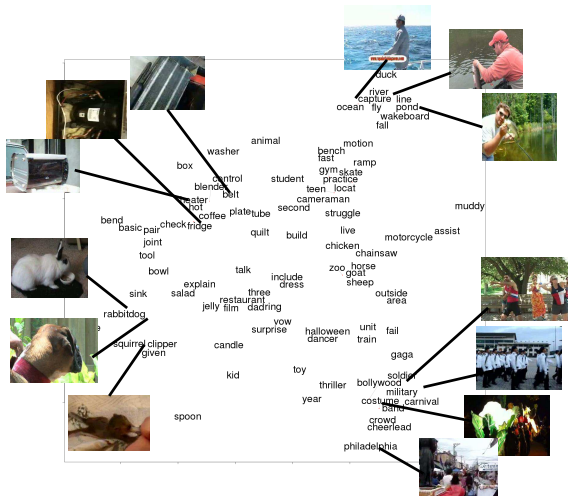 duck
river
capture line
ocean fly pond
wakeboard
fall
animal
motion
washer
bench
fast
box
ramp
gym skate
control
student
practice
blender
teen locat
belt
heater
cameraman
hot
second
muddy
plate tube
struggle
coffee
bend
check fridge
basic pair
live
assist
quilt
build
motorcycle
joint
chicken
tool
chainsaw
bowl
talk
zoo horse
goat
include
sheep
explain
dress
sink
salad
three
outside
restaurant
area
jelly film dadring
rabbitdog
vow
surprise
halloween
unit
fail
dancer
train
squirrel clipper
candle
given
gaga
kid
toy
soldier
thriller
bollywood
military
year
costume carnival
band
spoon
crowd
cheerlead
philadelphia